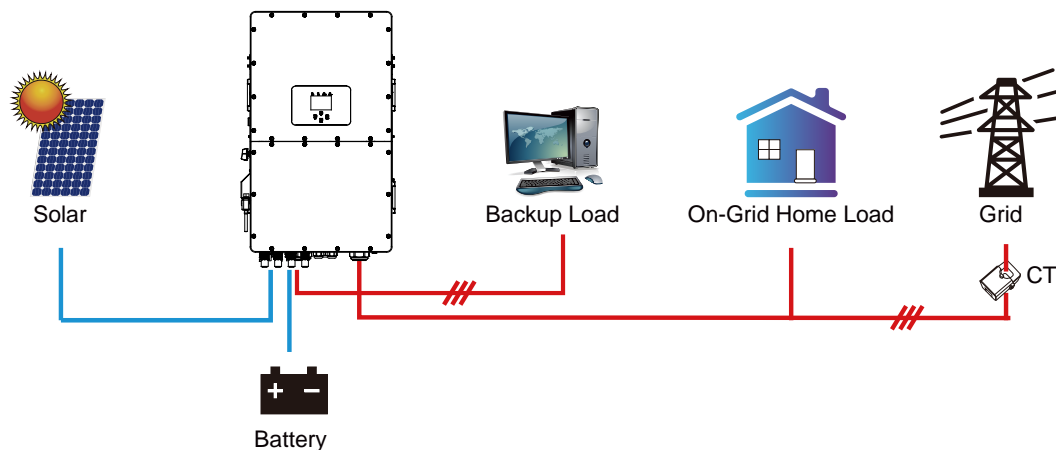 Solar
Backup Load
On-Grid Home Load
Grid
CT
Battery